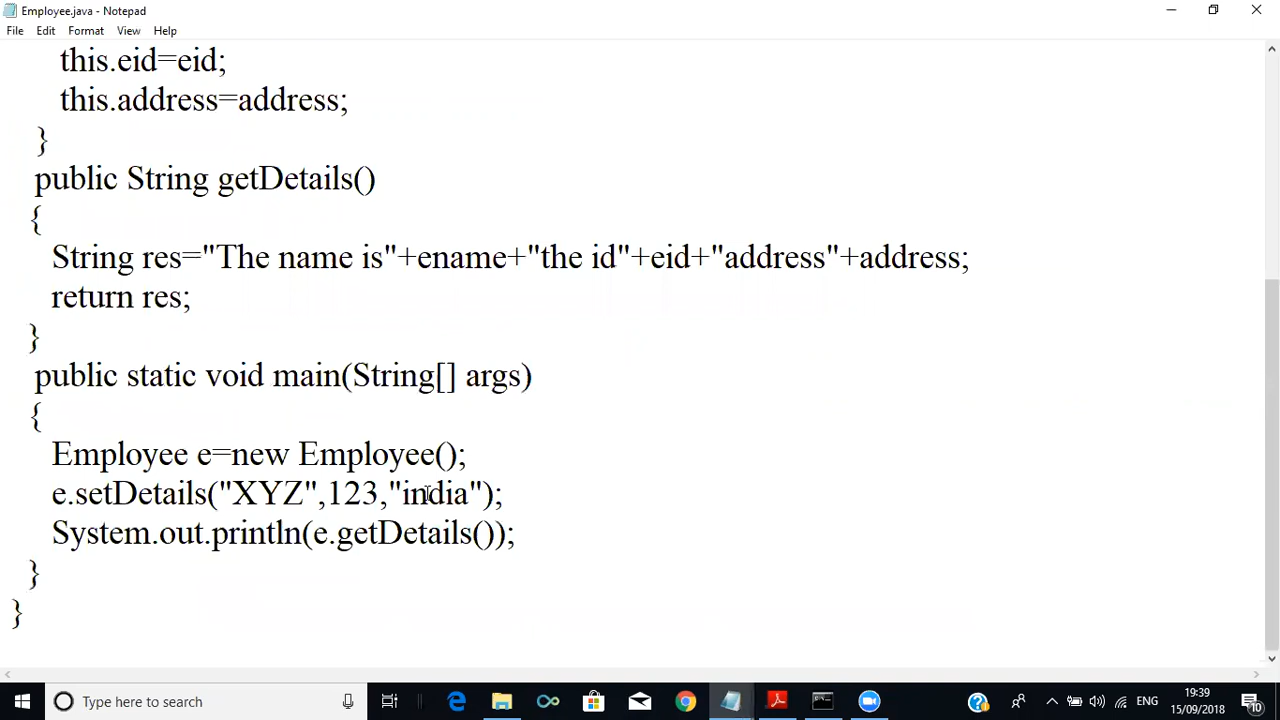 Employee.java - Notepad
File Edit Format View Help
this.eid=eid;
this.address=address;
}
public String getDetails()
{
String res="The name is"+ename+"the id"+eid+"address"+address;
return res;
}
public static void main(String[] args)
{
Employee e=new Employee();
e.setDetails("XYZ",123,"india");
System.out.println(e.getDetails());
}
}
Type here to search
ENG
19:39
15/09/2018
10